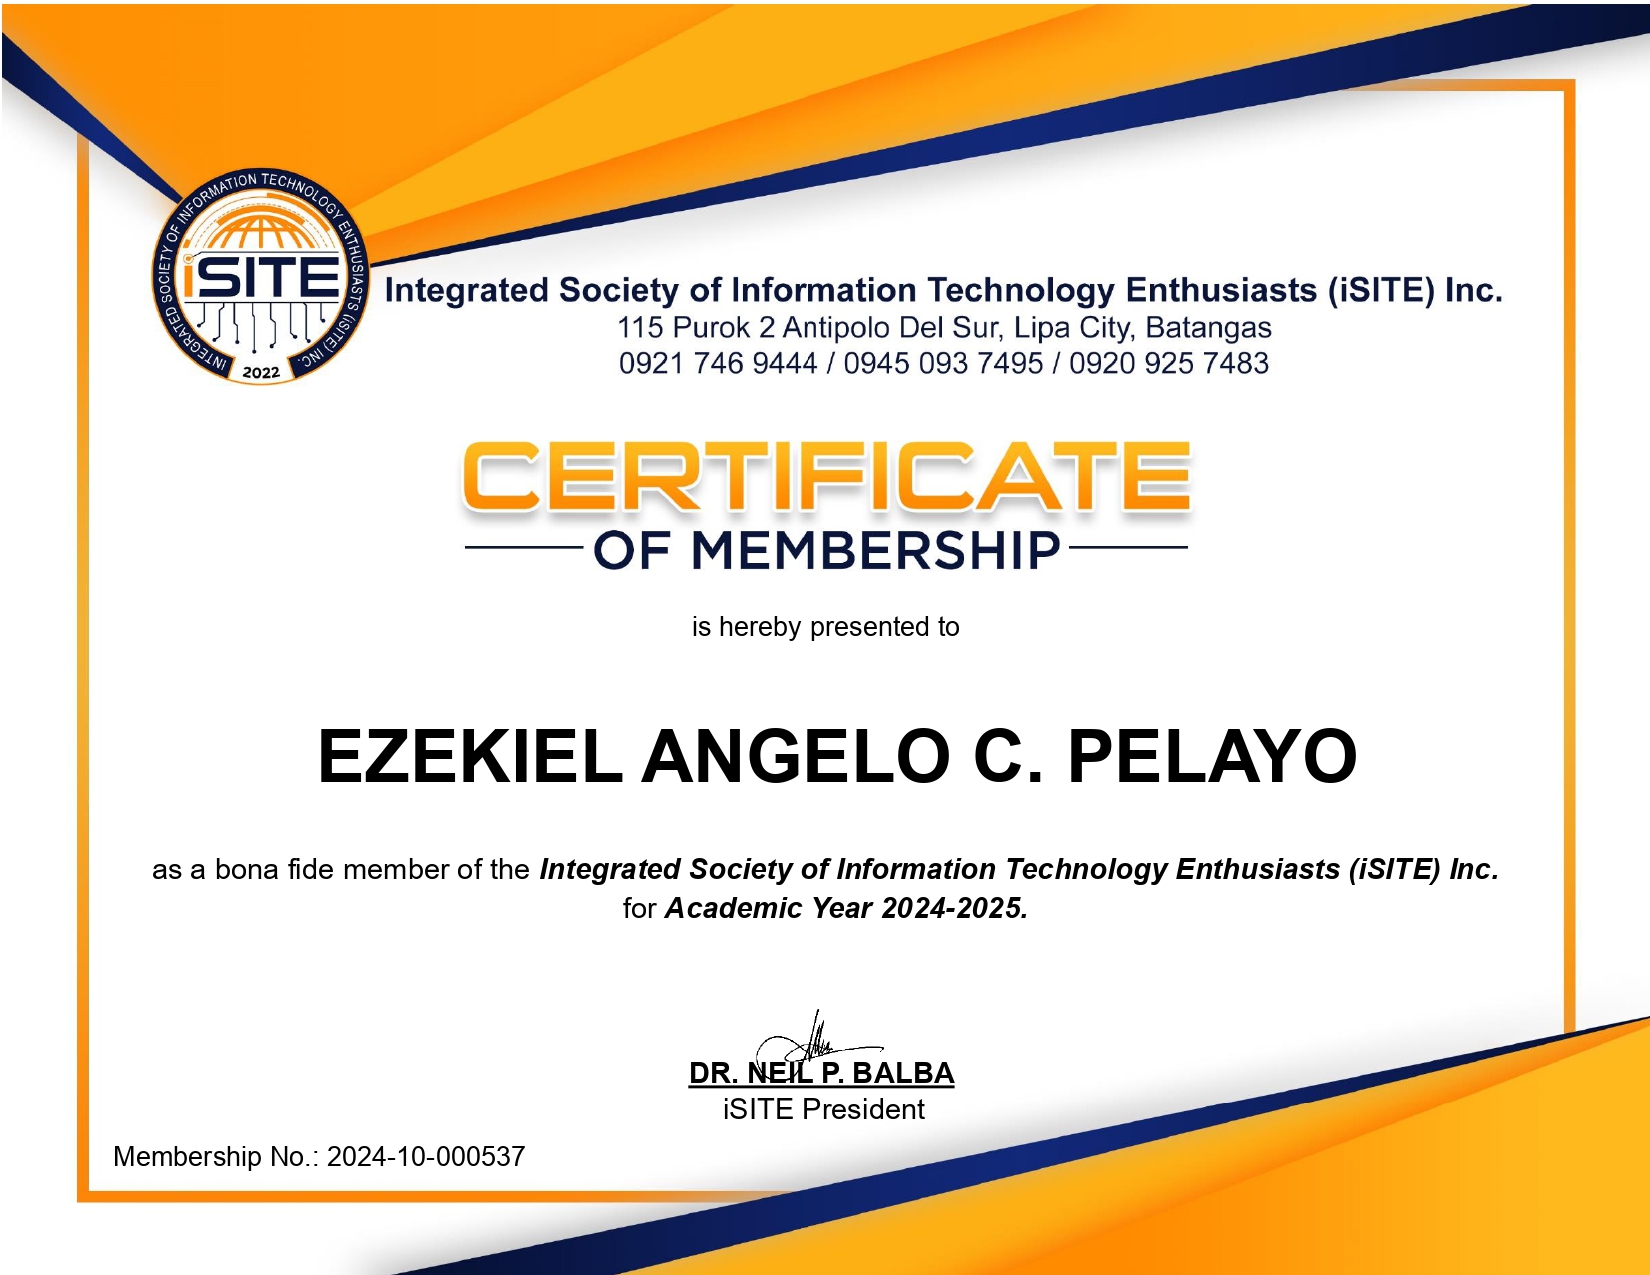 INTEGRATED SOCIETY OF INFORMATION TECHNOLOGY ENTHUSIASTS (iSITE) INC.
iSITE
2022
Integrated Society of Information Technology Enthusiasts (iSITE) Inc.
115 Purok 2 Antipolo Del Sur, Lipa City, Batangas
0921 746 9444 / 0945 093 7495 / 0920 925 7483
CERTIFICATE
OF MEMBERSHIP
is hereby presented to
EZEKIEL ANGELO C. PELAYO
as a bona fide member of the Integrated Society of Information Technology Enthusiasts (iSITE) Inc.
for Academic Year 2024-2025.
DR. NEIL P. BALBA
iSITE President
Membership No.: 2024-10-000537